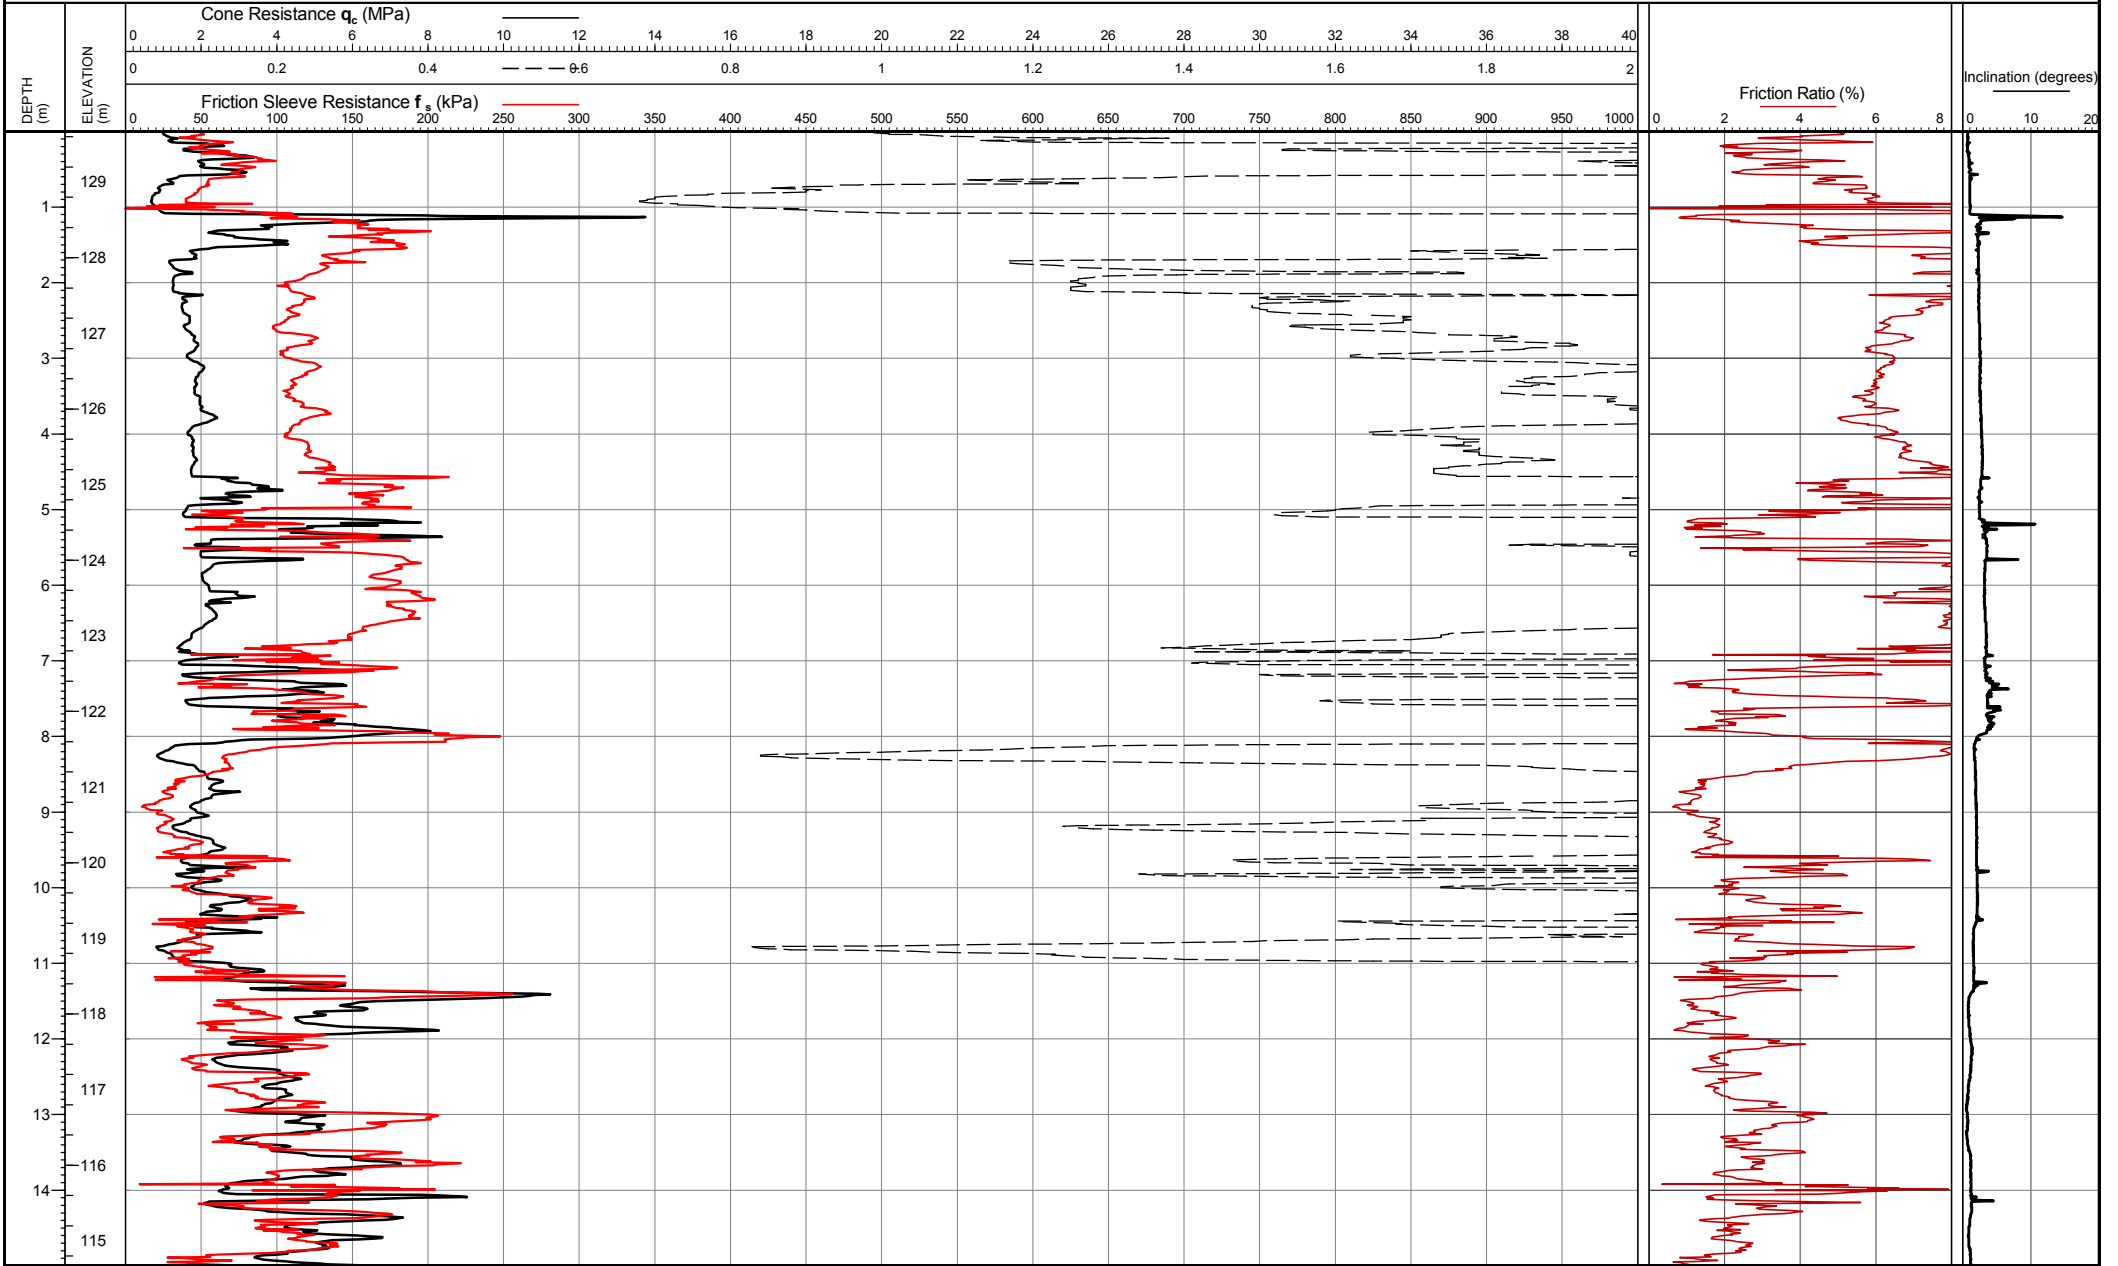 Cone Resistance qc (MPa)
0 2 4 6 8 10 12 14 16 18 20 22 24 26 28 30 32 34 36 38 40
0 0.2 0.4 0.6 0.8 1 1.2 1.4 1.6 1.8 2
Friction Sleeve Resistance f s (kPa)
0 50 100 150 200 250 300 350 400 450 500 550 600 650 700 750 800 850 900 950 1000
DEPTH
(m)
ELEVATION
(m)
Friction Ratio (%)
0 2 4 6 8
Inclination (degrees)
0 10 20
129
1
128
2
127
3
126
4
125
5
124
6
123
7
122
8
121
9
120
10
119
11
118
12
117
13
116
14
115